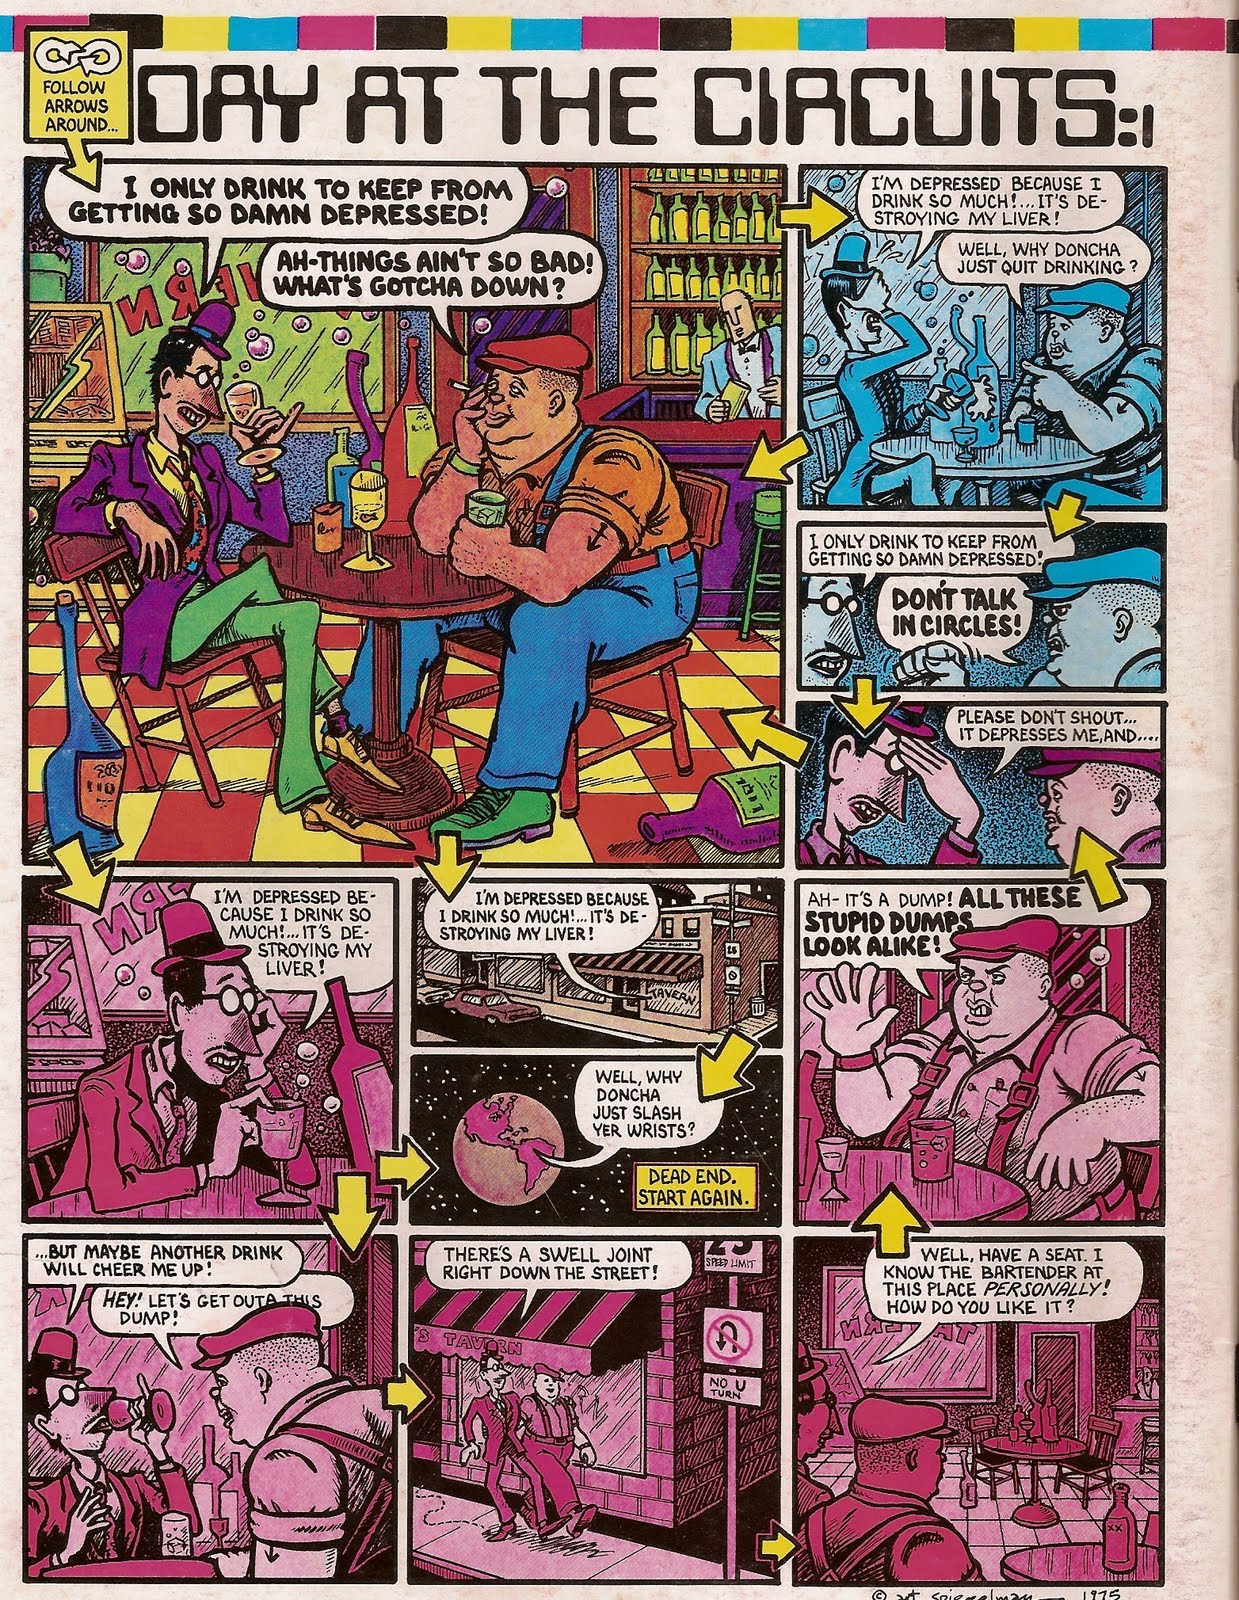 FOLLOW
ARROWS
AROUND...
DAY AT THE CIRCUITS
I ONLY DRINK TO KEEP FROM
GETTING SO DAMN DEPRESSED!
AH-THINGS AIN'T SO BAD!
WHAT'S GOTCHA DOWN?
I'M DEPRESSED BECAUSE I
DRINK SO MUCH!...IT'S DE-
STROYING MY LIVER!
WELL, WHY DONCHA
JUST QUIT DRINKING?
I ONLY DRINK TO KEEP FROM
GETTING SO DAMN DEPRESSED!
DON'T TALK
IN CIRCLES!
PLEASE DON'T SHOUT...
IT DEPRESSES ME, AND....
I'M DEPRESSED BE-
CAUSE I DRINK SO
MUCH!...IT'S DE-
STROYING MY
LIVER!
I'M DEPRESSED BECAUSE
I DRINK SO MUCH!...IT'S DE-
STROYING MY LIVER!
TAVERN
WELL, WHY
DONCHA
JUST SLASH
YER WRISTS?
DEAD END.
START AGAIN.
AH- IT'S A DUMP! ALL THESE
STUPID DUMPS
LOOK ALIKE!
...BUT MAYBE ANOTHER DRINK
WILL CHEER ME UP!
HEY! LET'S GET OUTA THIS
DUMP!
THERE'S A SWELL JOINT
RIGHT DOWN THE STREET!
25
SPEED LIMIT
'S TAVERN
NO U
TURN
WELL, HAVE A SEAT. I
KNOW THE BARTENDER AT
THIS PLACE PERSONALLY!
HOW DO YOU LIKE IT?
TAVERN
XX
© art spiegelman — 1975